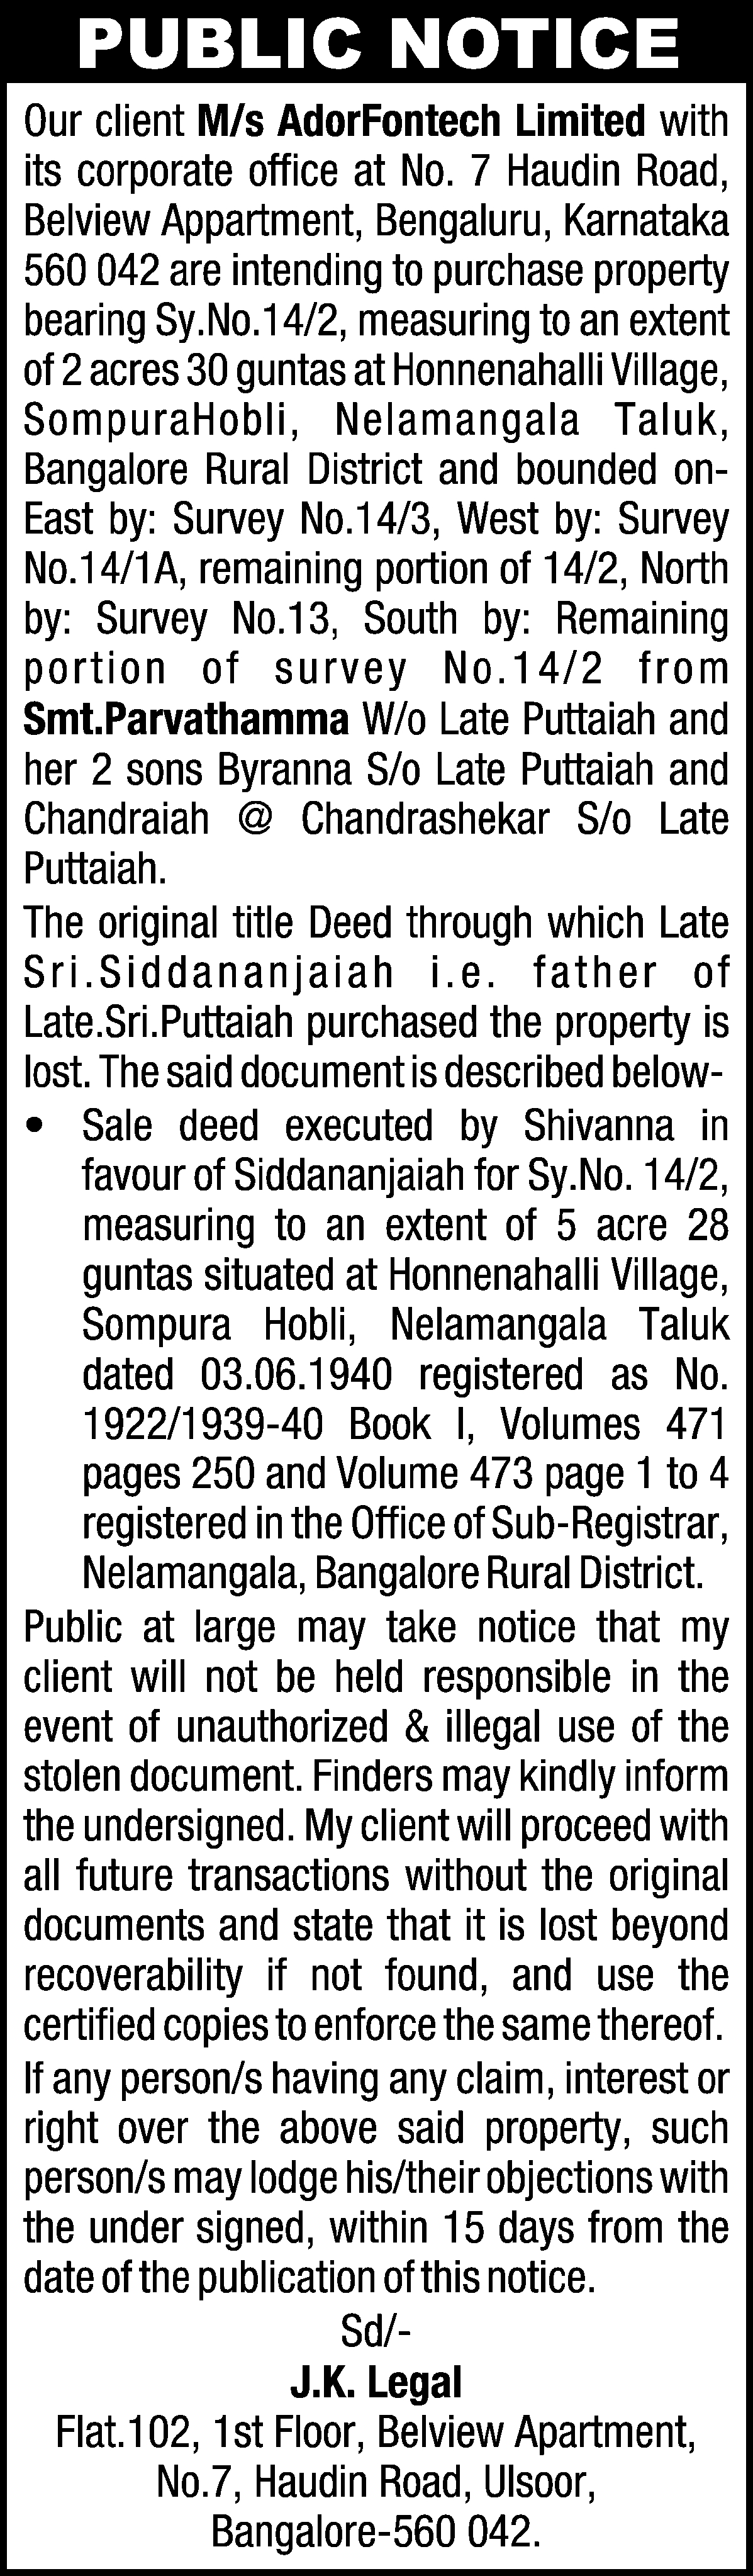 PUBLIC NOTICE
Our client M/s AdorFontech Limited with
its corporate office at No. 7 Haudin Road,
Belview Appartment, Bengaluru, Karnataka
560 042 are intending to purchase property
bearing Sy.No.14/2, measuring to an extent
of 2 acres 30 guntas at Honnenahalli Village,
SompuraHobli, Nelamangala Taluk,
Bangalore Rural District and bounded on-
East by: Survey No.14/3, West by: Survey
No.14/1A, remaining portion of 14/2, North
by: Survey No.13, South by: Remaining
portion of survey No.14/2 from
Smt.Parvathamma W/o Late Puttaiah and
her 2 sons Byranna S/o Late Puttaiah and
Chandraiah @ Chandrashekar S/o Late
Puttaiah.
The original title Deed through which Late
Sri.Siddananjaiah i.e. father of
Late.Sri.Puttaiah purchased the property is
lost. The said document is described below-
• Sale deed executed by Shivanna in
favour of Siddananjaiah for Sy.No. 14/2,
measuring to an extent of 5 acre 28
guntas situated at Honnenahalli Village,
Sompura Hobli, Nelamangala Taluk
dated 03.06.1940 registered as No.
1922/1939-40 Book I, Volumes 471
pages 250 and Volume 473 page 1 to 4
registered in the Office of Sub-Registrar,
Nelamangala, Bangalore Rural District.
Public at large may take notice that my
client will not be held responsible in the
event of unauthorized & illegal use of the
stolen document. Finders may kindly inform
the undersigned. My client will proceed with
all future transactions without the original
documents and state that it is lost beyond
recoverability if not found, and use the
certified copies to enforce the same thereof.
If any person/s having any claim, interest or
right over the above said property, such
person/s may lodge his/their objections with
the under signed, within 15 days from the
date of the publication of this notice.
Sd/-
J.K. Legal
Flat.102, 1st Floor, Belview Apartment,
No.7, Haudin Road, Ulsoor,
Bangalore-560 042.